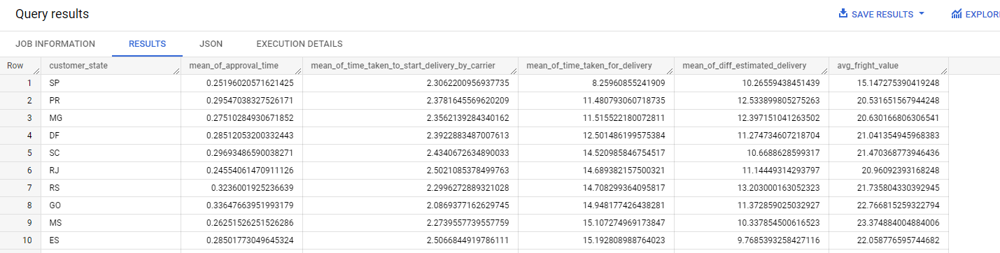 Query results SAVE RESULTS EXPLOR
JOB INFORMATION RESULTS JSON EXECUTION DETAILS
Row customer_state mean_of_approval_time mean_of_time_taken_to_start_delivery_by_carrier mean_of_time_taken_for_delivery mean_of_diff_estimated_delivery avg_fright_value
1 SP 0.25196020571621425 2.3062200956937735 8.25960855241909 10.26559438451439 15.147275390419248
2 PR 0.29547038327526171 2.3781645569620209 11.480793060718735 12.533899805275263 20.531651567944248
3 MG 0.27510284930671852 2.3562139284340162 11.515522180072811 12.397151041263502 20.630166806306541
4 DF 0.28512053200332443 2.3922883487007613 12.501486199575384 11.274734607218704 21.041354945968383
5 SC 0.29693486590038271 2.4340672634890033 14.520985846754517 10.6688628599317 21.470368773946436
6 RJ 0.24554061470911126 2.5021085378499763 14.689382157500321 11.14449314293797 20.96092393168248
7 RS 0.3236001925236639 2.2996272889321028 14.708299364095817 13.203000163052323 21.735804330392945
8 GO 0.33647663951993179 2.0869377162629745 14.948177426438281 11.372859025032927 22.766815259322794
9 MS 0.26251526251526286 2.2739557739557759 15.107274969173847 10.337854500616523 23.374884004884006
10 ES 0.28501773049645324 2.5066844919786111 15.192808988764023 9.7685393258427116 22.058776595744682